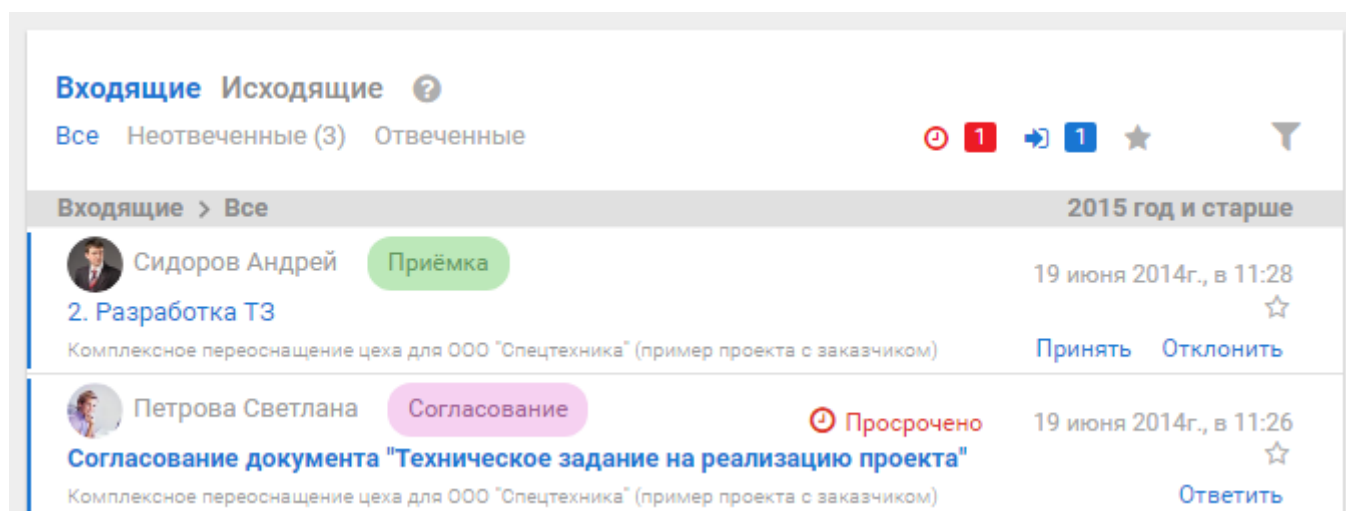 Входящие Исходящие ?
Все Неотвеченные (3) Отвеченные 1 1
Входящие > Все 2015 год и старше
Сидоров Андрей Приёмка 19 июня 2014г., в 11:28
2. Разработка ТЗ
Комплексное переоснащение цеха для ООО "Спецтехника" (пример проекта с заказчиком) Принять Отклонить
Петрова Светлана Согласование Просрочено 19 июня 2014г., в 11:26
Согласование документа "Техническое задание на реализацию проекта"
Комплексное переоснащение цеха для ООО "Спецтехника" (пример проекта с заказчиком) Ответить